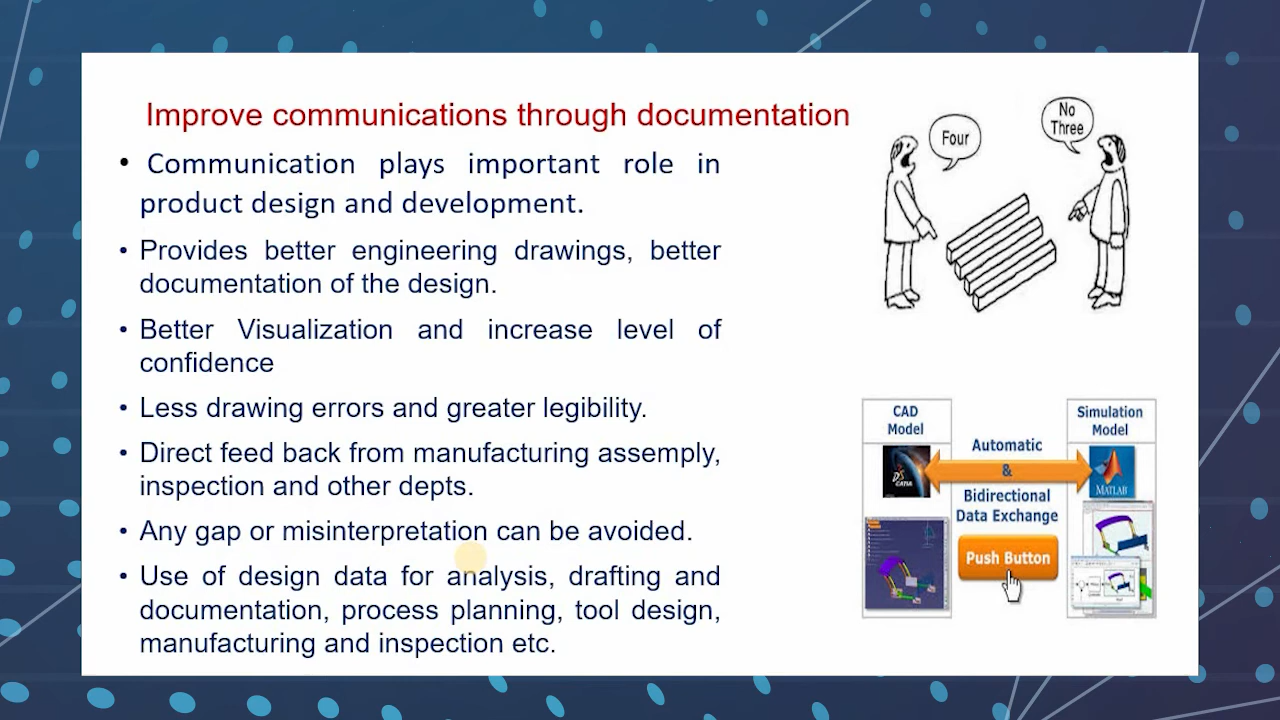 Improve communications through documentation
• Communication plays important role in
product design and development.
• Provides better engineering drawings, better
documentation of the design.
• Better Visualization and increase level of
confidence
• Less drawing errors and greater legibility.
• Direct feed back from manufacturing assemply,
inspection and other depts.
• Any gap or misinterpretation can be avoided.
• Use of design data for analysis, drafting and
documentation, process planning, tool design,
manufacturing and inspection etc.
Four
No
Three
CAD
Model
CATIA
Automatic
&
Bidirectional
Data Exchange
Push Button
Simulation
Model
MATLAB